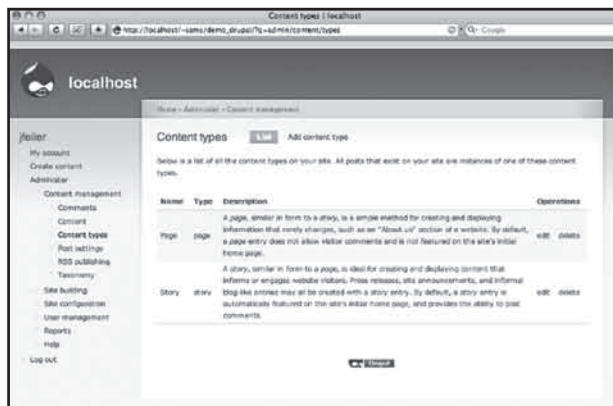 Content types | localhost
http://localhost/~sams/demo_drupal/?q=admin/content/types
Google
localhost
Home » Administer » Content management
jfeiler
My account
Create content
Administer
Content management
Comments
Content
Content types
Post settings
RSS publishing
Taxonomy
Site building
Site configuration
User management
Reports
Help
Log out
Content types List Add content type
Below is a list of all the content types on your site. All posts that exist on your site are instances of one of these content
types.
Name Type Description Operations
Page page A page, similar in form to a story, is a simple method for creating and displaying
information that rarely changes, such as an "About us" section of a website. By default,
a page entry does not allow visitor comments and is not featured on the site's initial
home page. edit delete
Story story A story, similar in form to a page, is ideal for creating and displaying content that
informs or engages website visitors. Press releases, site announcements, and informal
blog-like entries may all be created with a story entry. By default, a story entry is
automatically featured on the site's initial home page, and provides the ability to post
comments. edit delete
Drupal